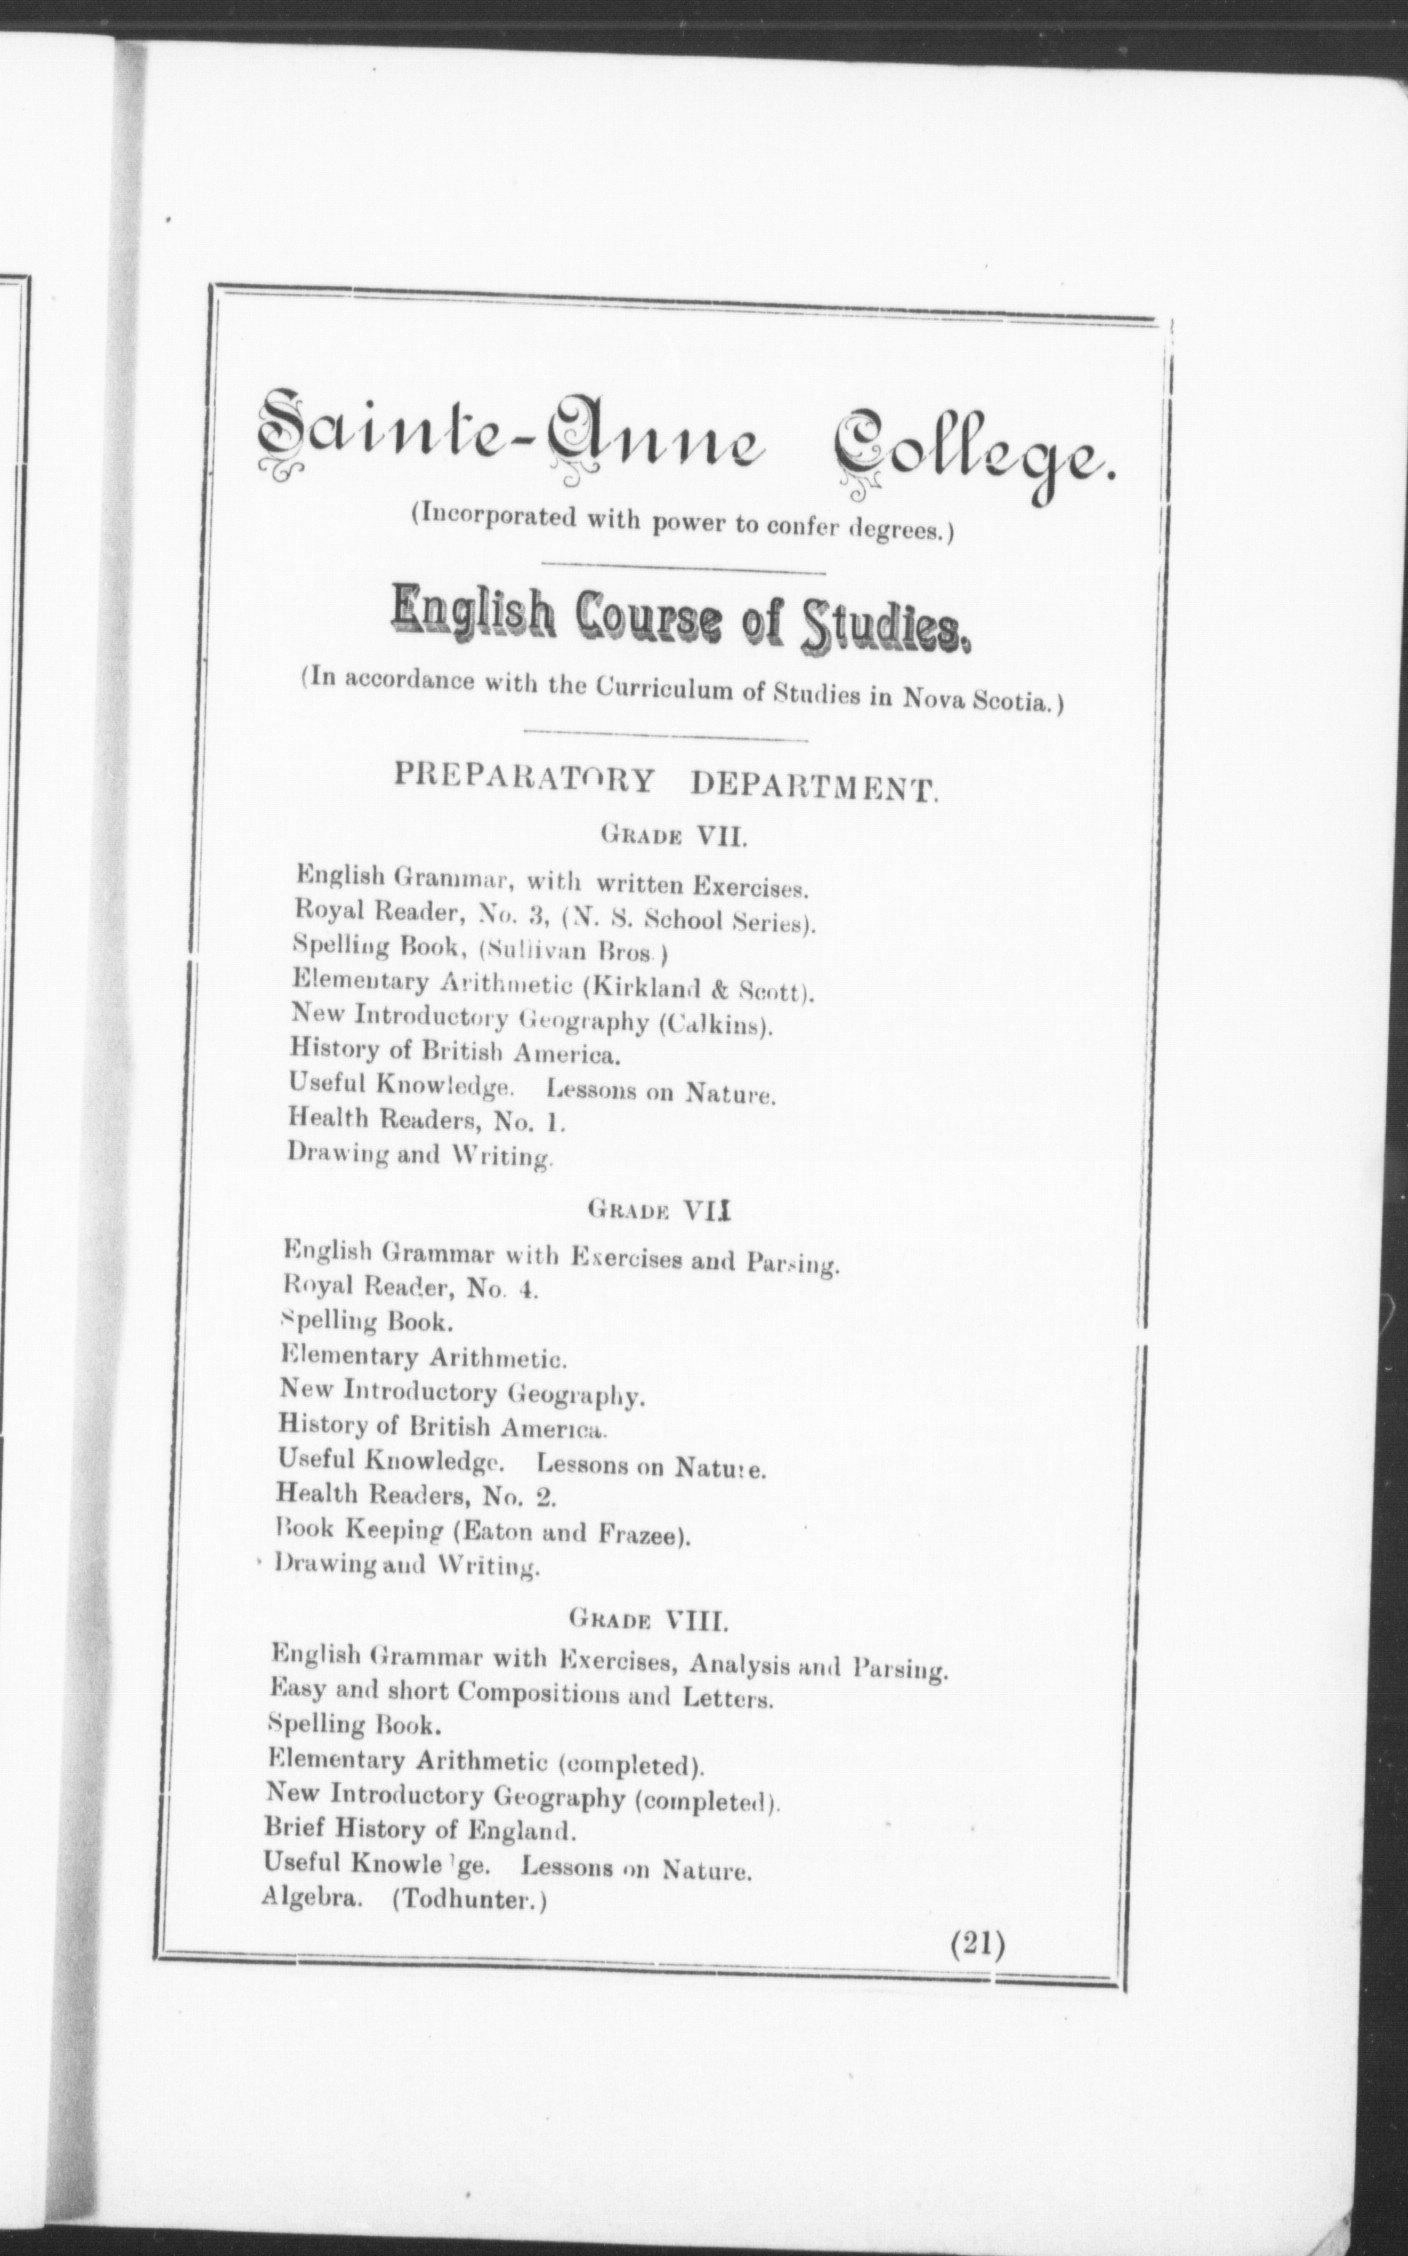 Sainte-Anne College.
(Incorporated with power to confer degrees.)
English Course of Studies.
(In accordance with the Curriculum of Studies in Nova Scotia.)
PREPARATORY DEPARTMENT.
GRADE VII.
English Grammar, with written Exercises.
Royal Reader, No. 3, (N. S. School Series).
Spelling Book, (Sullivan Bros.)
Elementary Arithmetic (Kirkland & Scott).
New Introductory Geography (Calkins).
History of British America.
Useful Knowledge. Lessons on Nature.
Health Readers, No. 1.
Drawing and Writing.
GRADE VII
English Grammar with Exercises and Parsing.
Royal Reader, No. 4.
Spelling Book.
Elementary Arithmetic.
New Introductory Geography.
History of British America.
Useful Knowledge. Lessons on Nature.
Health Readers, No. 2.
Book Keeping (Eaton and Frazee).
Drawing and Writing.
GRADE VIII.
English Grammar with Exercises, Analysis and Parsing.
Easy and short Compositions and Letters.
Spelling Book.
Elementary Arithmetic (completed).
New Introductory Geography (completed).
Brief History of England.
Useful Knowledge. Lessons on Nature.
Algebra. (Todhunter.)
(21)